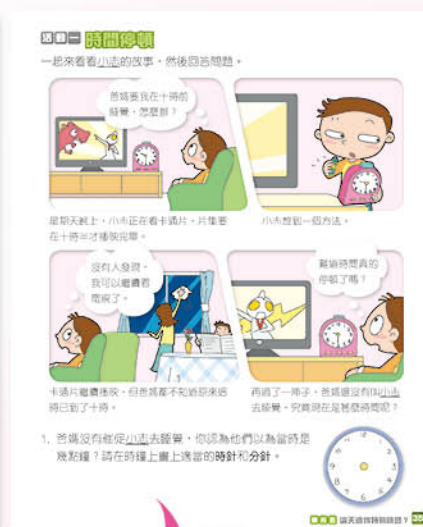 活動一 時間停頓
一起來看看小志的故事，然後回答問題。
爸媽要我在十時前
睡覺，怎麼辦？
星期天晚上，小志正在看卡通片，片集要
在十時半才播映完畢。
小志想到一個方法。
沒有人發現，
我可以繼續看
電視了。
難道時間真的
停頓了嗎？
卡通片繼續播映，但爸媽都不知道原來這
時已到了十時。
再過了一陣子，爸媽還沒有叫小志
去睡覺。究竟現在是甚麼時間呢？
1. 爸媽沒有催促小志去睡覺，你認為他們以為當時是
幾點鐘？請在時鐘上畫上適當的時針和分針。
35